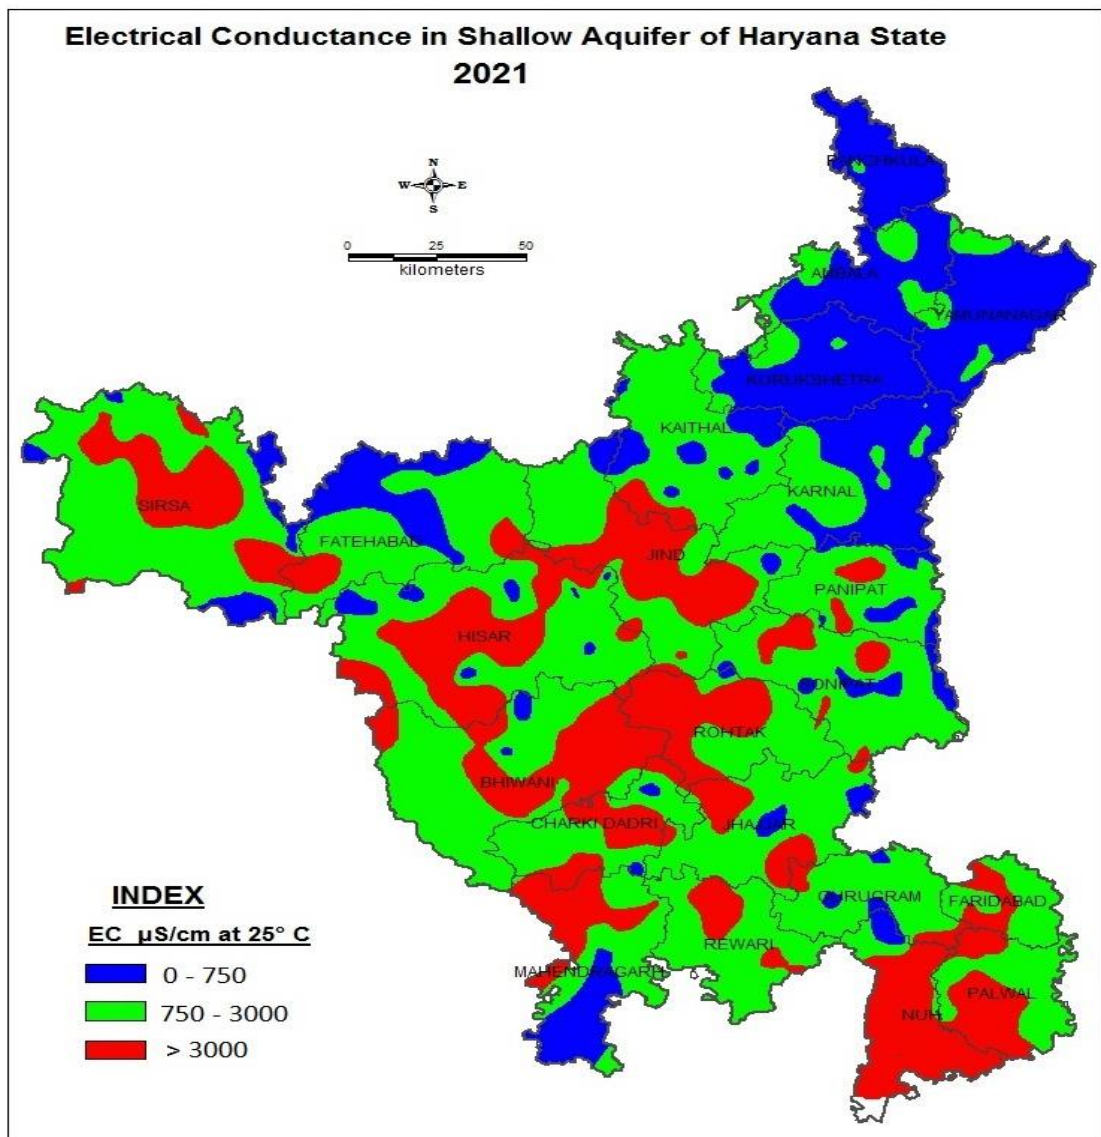 Electrical Conductance in Shallow Aquifer of Haryana State
2021
N
W E
S
0 25 50
kilometers
PANCHKULA
AMBALA
YAMUNANAGAR
KURUKSHETRA
KAITHAL
KARNAL
SIRSA
FATEHABAD
JIND
PANIPAT
HISAR
SONIPAT
ROHTAK
BHIWANI
CHARKI DADRI
JHAJJAR
GURUGRAM
FARIDABAD
REWARI
MAHENDRAGARH
PALWAL
NUH
INDEX
EC µS/cm at 25° C
0 - 750
750 - 3000
> 3000